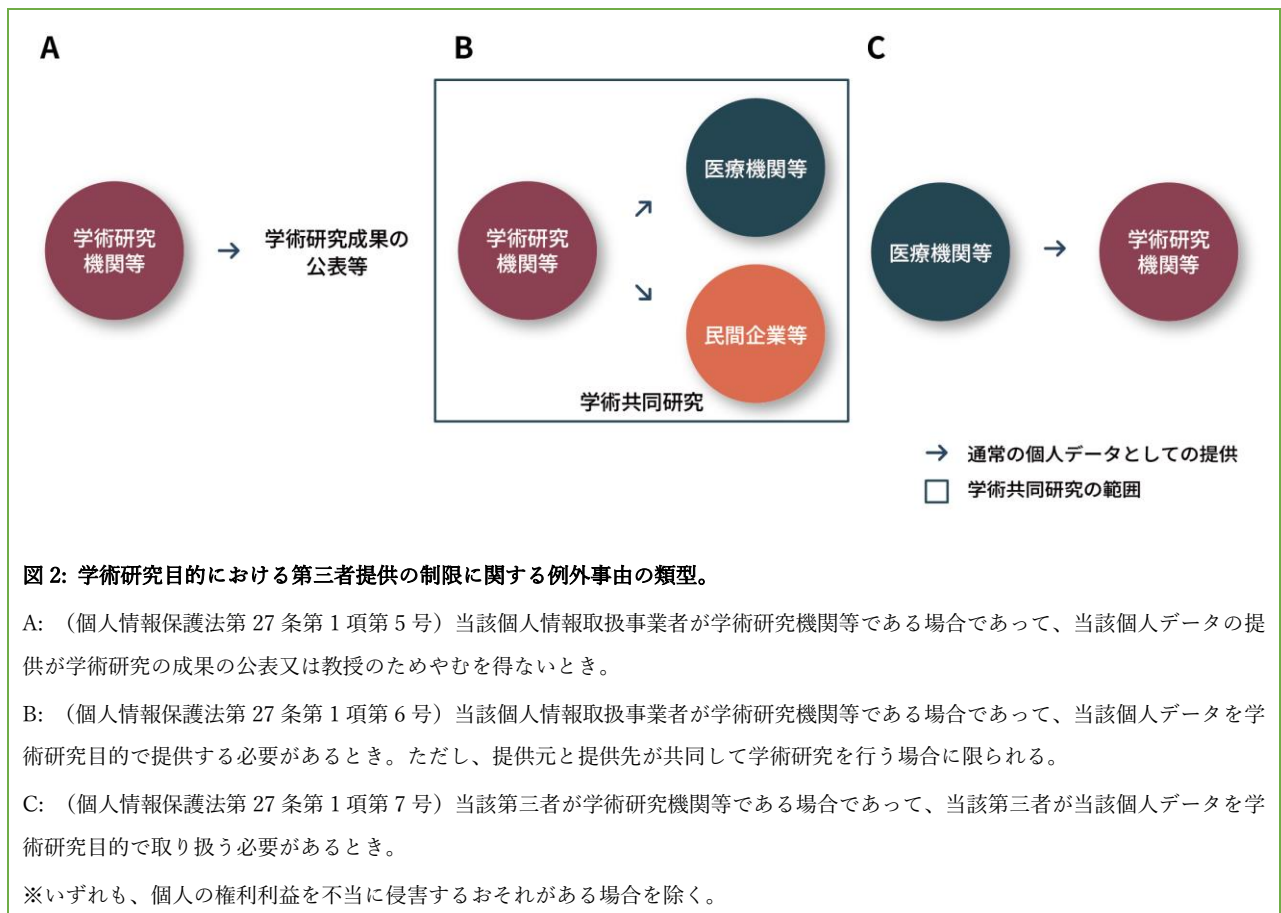 A
B
C
学術研究
機関等
学術研究成果の
公表等
学術研究
機関等
医療機関等
民間企業等
学術共同研究
医療機関等
学術研究
機関等
通常の個人データとしての提供
学術共同研究の範囲
図 2: 学術研究目的における第三者提供の制限に関する例外事由の類型。
A: （個人情報保護法第 27 条第 1 項第 5 号）当該個人情報取扱事業者が学術研究機関等である場合であって、当該個人データの提
供が学術研究の成果の公表又は教授のためやむを得ないとき。
B: （個人情報保護法第 27 条第 1 項第 6 号）当該個人情報取扱事業者が学術研究機関等である場合であって、当該個人データを学
術研究目的で提供する必要があるとき。ただし、提供元と提供先が共同して学術研究を行う場合に限られる。
C: （個人情報保護法第 27 条第 1 項第 7 号）当該第三者が学術研究機関等である場合であって、当該第三者が当該個人データを学
術研究目的で取り扱う必要があるとき。
※いずれも、個人の権利利益を不当に侵害するおそれがある場合を除く。